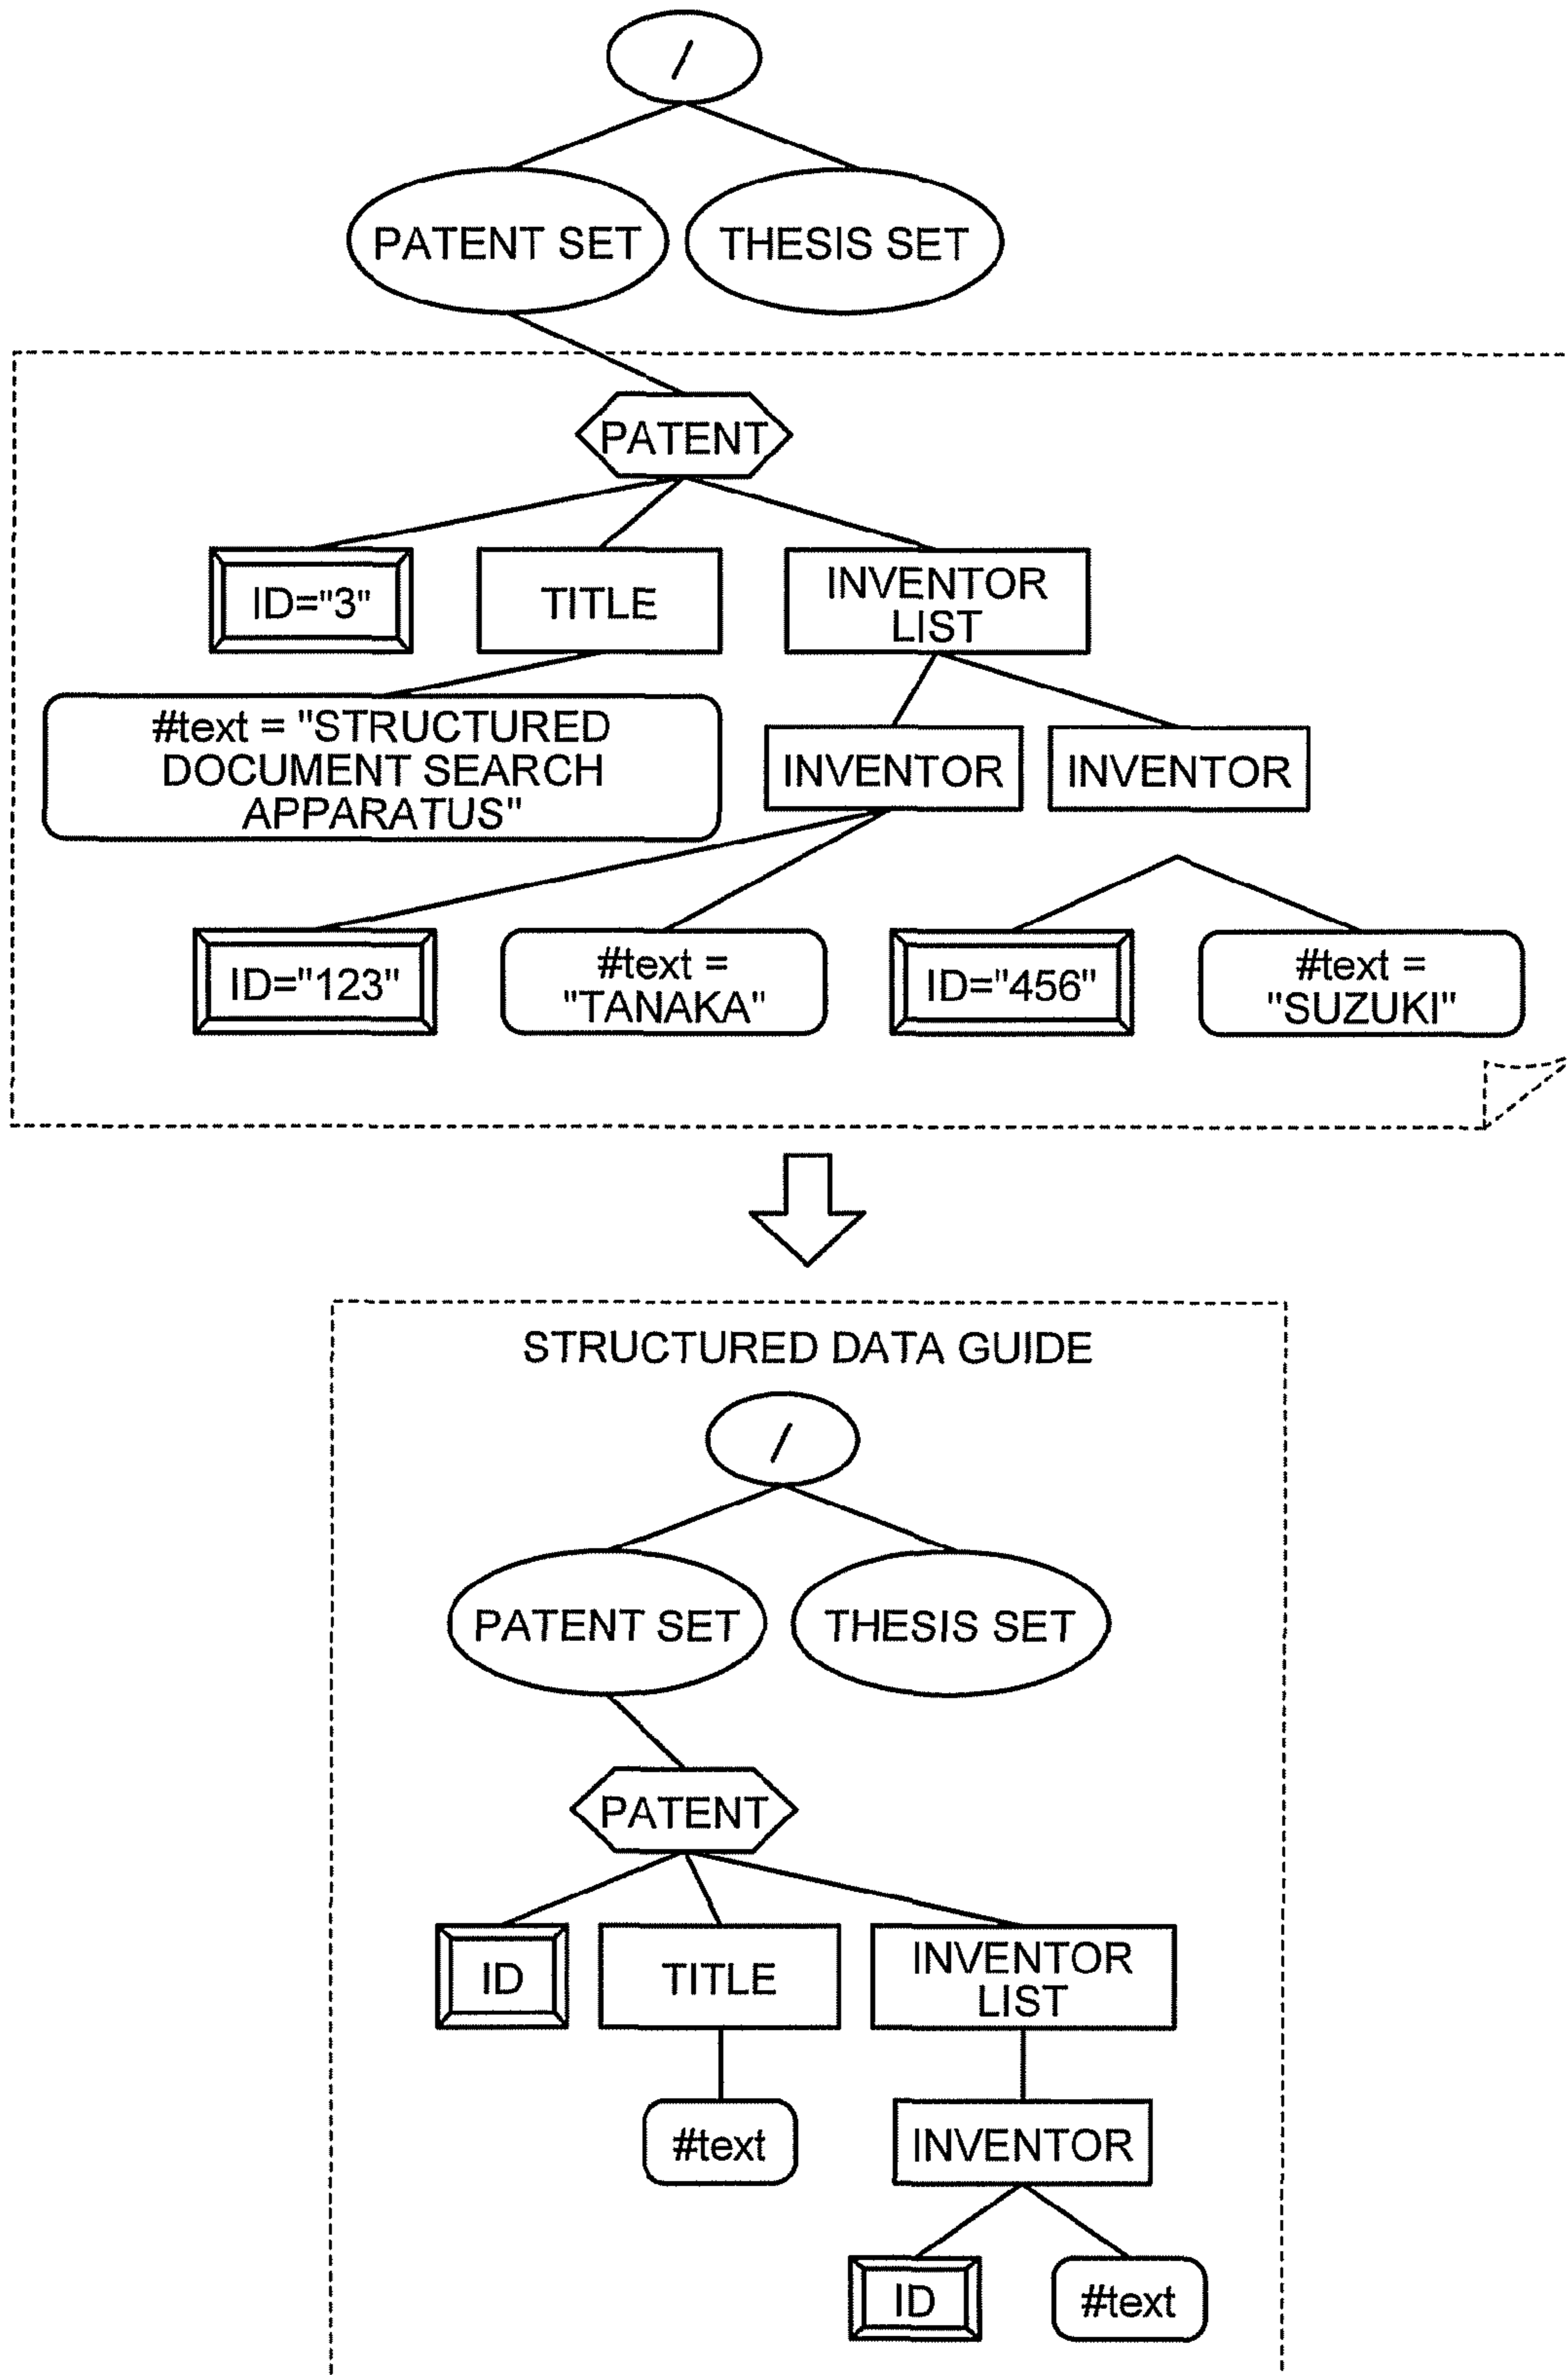 /
PATENT SET
THESIS SET
PATENT
ID="3"
TITLE
INVENTOR
LIST
#text = "STRUCTURED
DOCUMENT SEARCH
APPARATUS"
INVENTOR
INVENTOR
ID="123"
#text =
"TANAKA"
ID="456"
#text =
"SUZUKI"
STRUCTURED DATA GUIDE
/
PATENT SET
THESIS SET
PATENT
ID
TITLE
INVENTOR
LIST
#text
INVENTOR
ID
#text